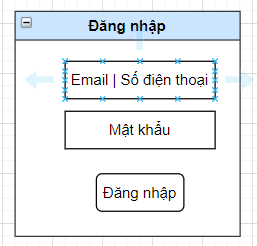 Đăng nhập
Email | Số điện thoại
Mật khẩu
Đăng nhập